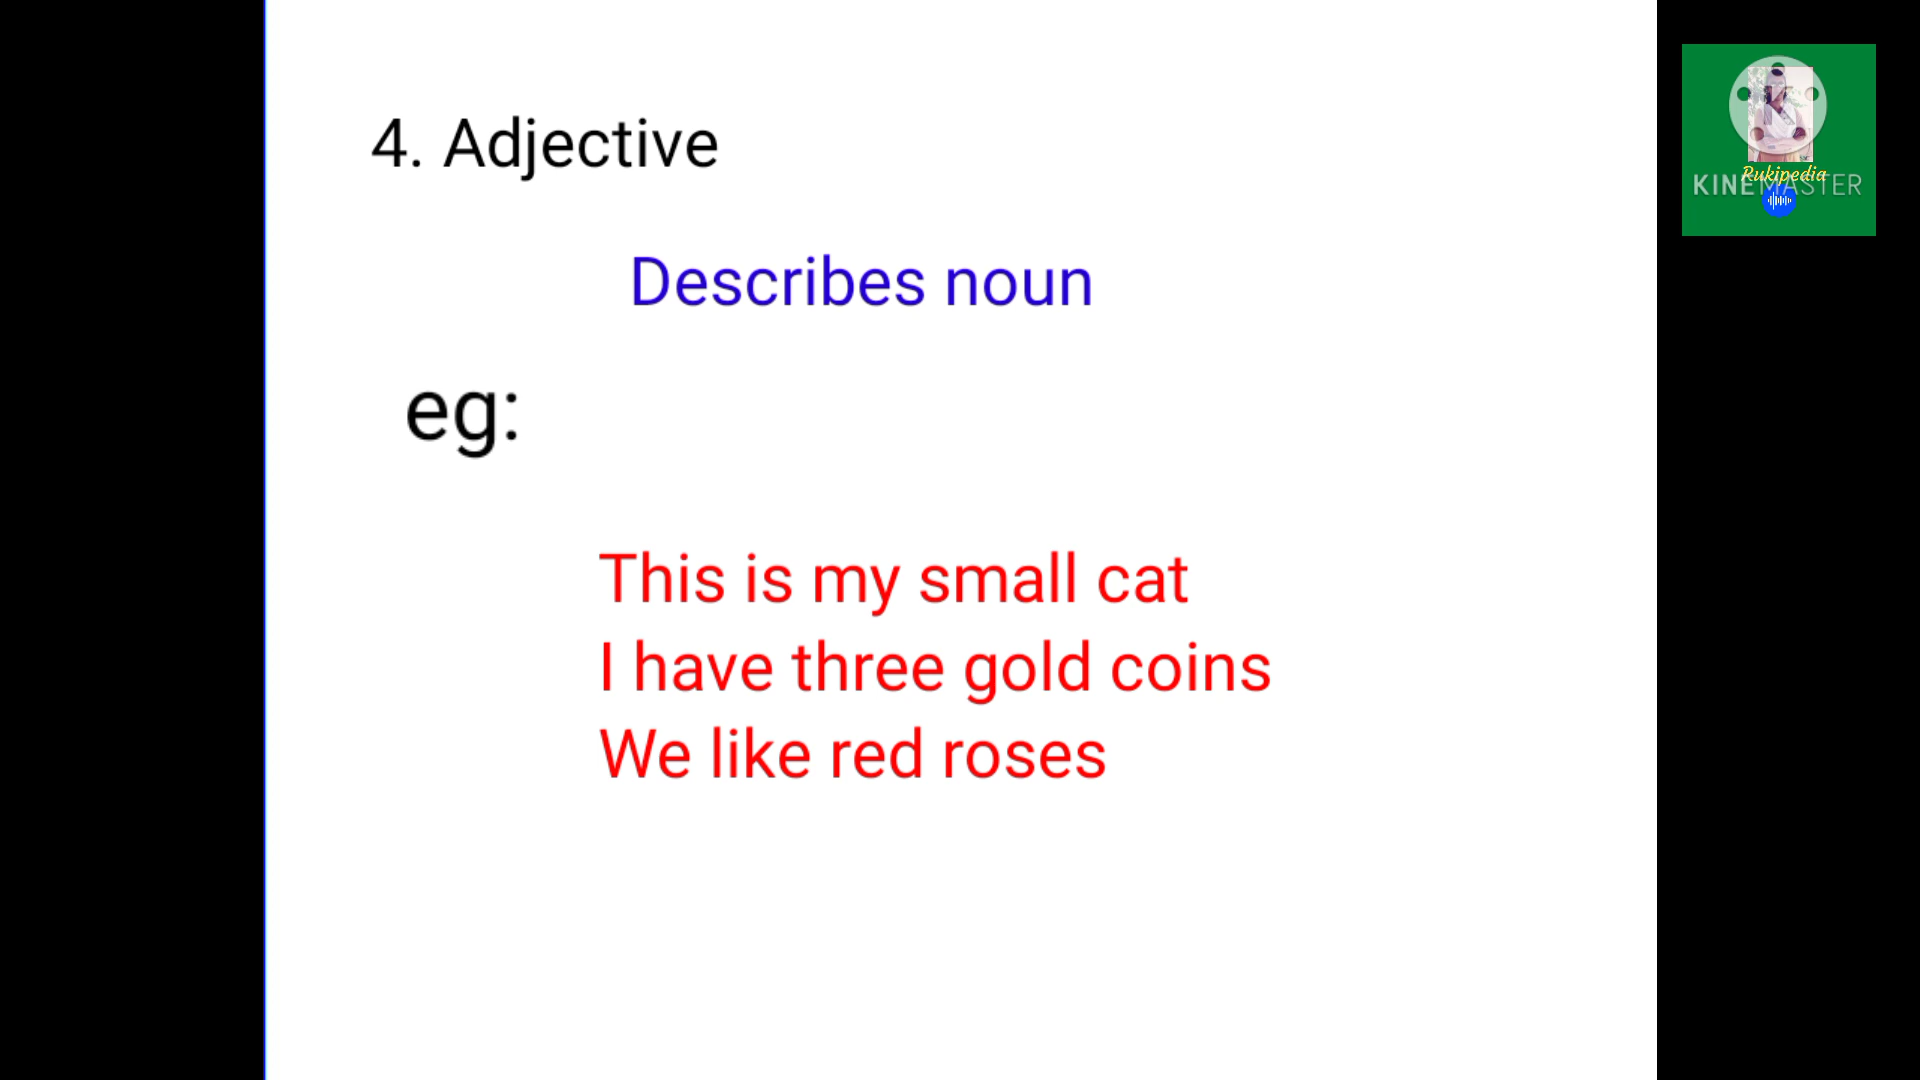 4. Adjective
Describes noun
eg:
This is my small cat
I have three gold coins
We like red roses
Rukipedia
KINEMASTER